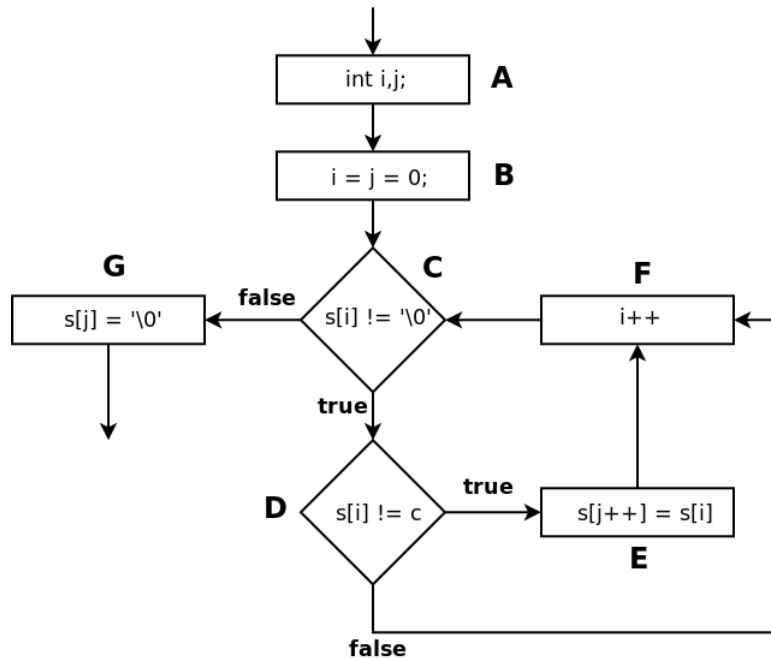 int i,j;
A
i = j = 0;
B
G
C
F
false
s[j] = '\0'
s[i] != '\0'
i++
true
D
s[i] != c
true
s[j++] = s[i]
E
false